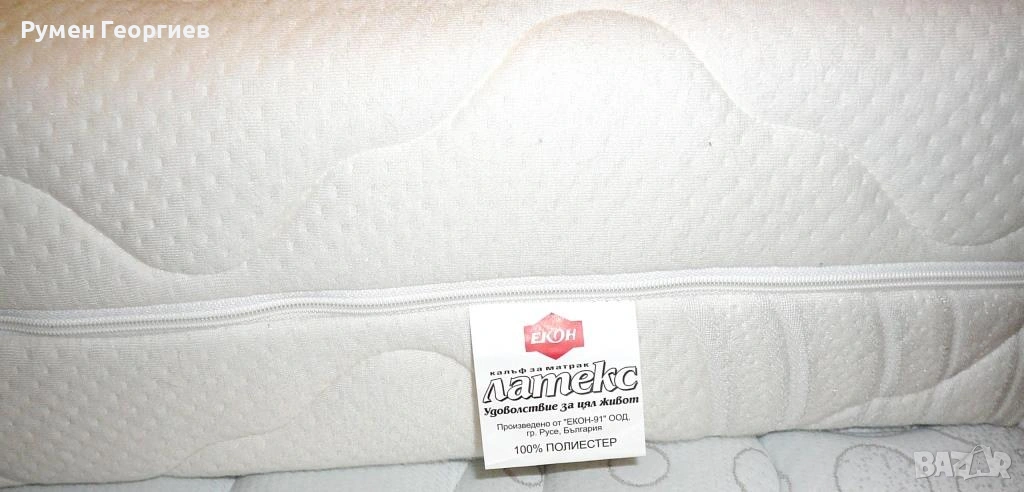 Румен Георгиев
ЕКОН
калъф за матрак
латекс
Удоволствие за цял живот
Произведено от "ЕКОН-91" ООД,
гр. Русе, България
100% ПОЛИЕСТЕР
BAZAR